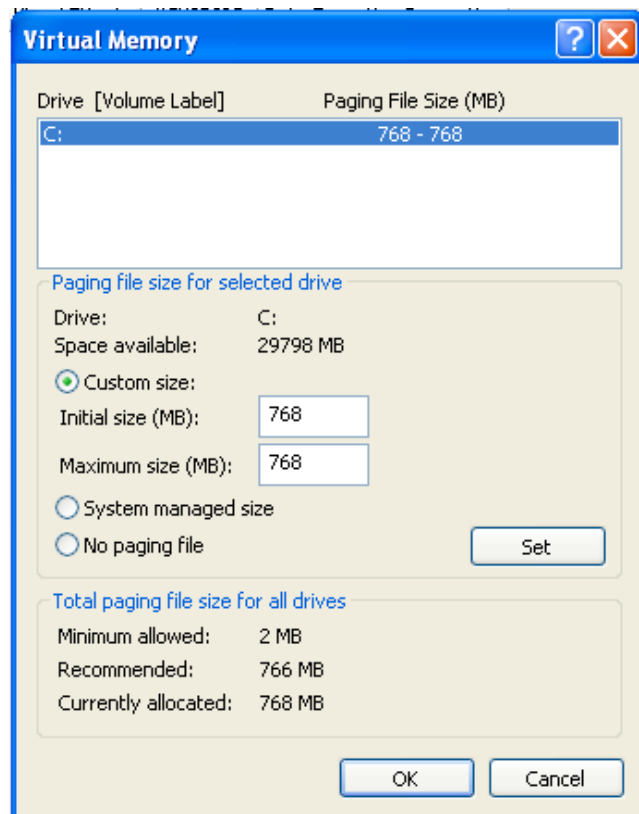 Virtual Memory
Drive [Volume Label] Paging File Size (MB)
C: 768 - 768
Paging file size for selected drive
Drive: C:
Space available: 29798 MB
Custom size:
Initial size (MB): 768
Maximum size (MB): 768
System managed size
No paging file
Set
Total paging file size for all drives
Minimum allowed: 2 MB
Recommended: 766 MB
Currently allocated: 768 MB
OK Cancel